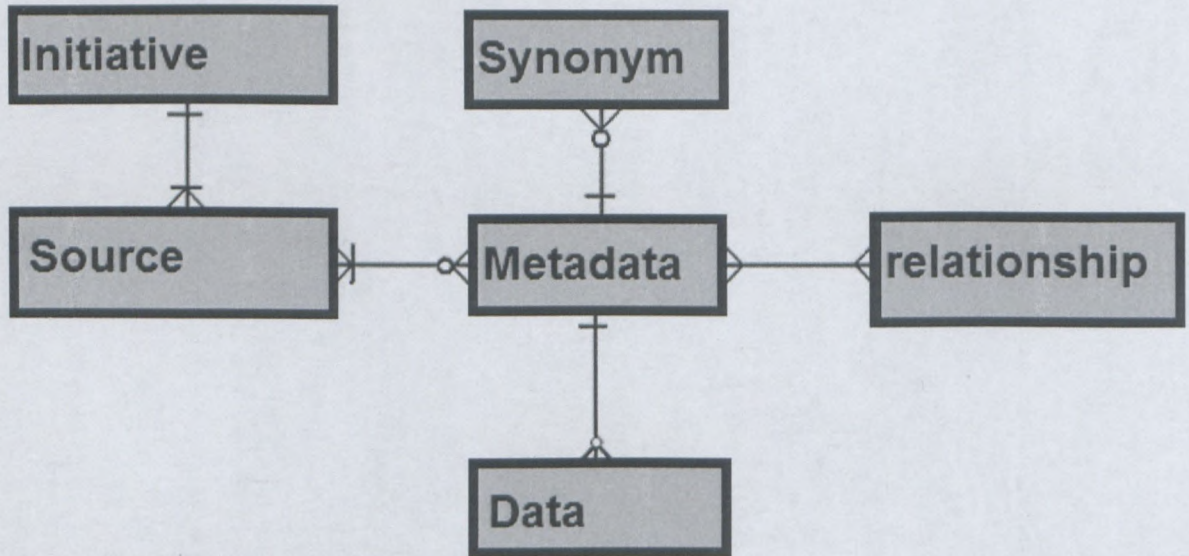 Initiative
Synonym
Source
Metadata
relationship
Data